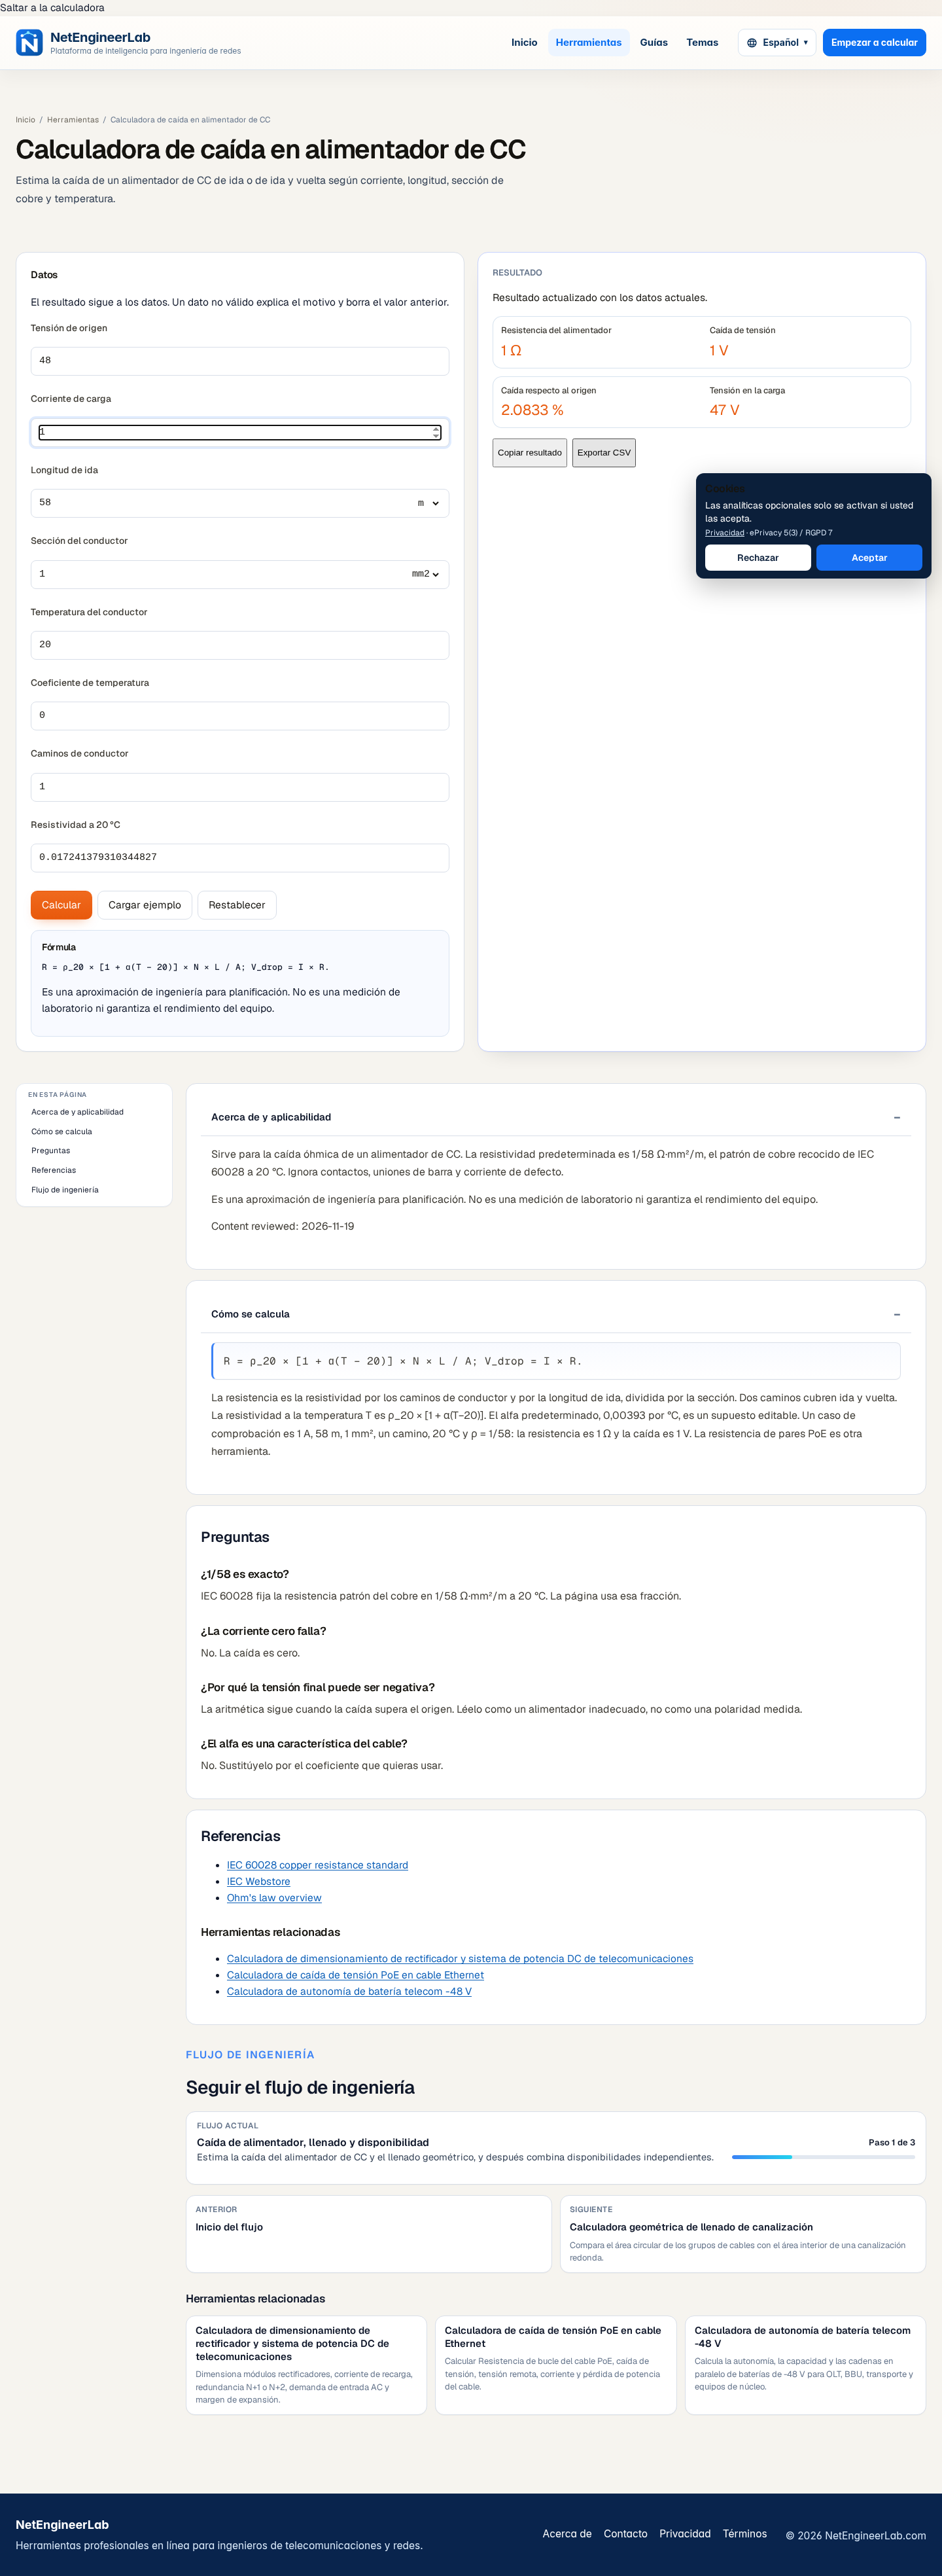 Saltar a la calculadora
NetEngineerLab
Plataforma de inteligencia para ingeniería de redes
Inicio
Herramientas
Guías
Temas
Español ▾
Empezar a calcular
Inicio / Herramientas / Calculadora de caída en alimentador de CC
Calculadora de caída en alimentador de CC
Estima la caída de un alimentador de CC de ida o de ida y vuelta según corriente, longitud, sección de
cobre y temperatura.
Datos
El resultado sigue a los datos. Un dato no válido explica el motivo y borra el valor anterior.
Tensión de origen
48
Corriente de carga
1
Longitud de ida
58 m
Sección del conductor
1 mm2
Temperatura del conductor
20
Coeficiente de temperatura
0
Caminos de conductor
1
Resistividad a 20 °C
0.017241379310344827
Calcular
Cargar ejemplo
Restablecer
Fórmula
R = ρ_20 × [1 + α(T − 20)] × N × L / A; V_drop = I × R.
Es una aproximación de ingeniería para planificación. No es una medición de
laboratorio ni garantiza el rendimiento del equipo.
RESULTADO
Resultado actualizado con los datos actuales.
Resistencia del alimentador
1 Ω
Caída de tensión
1 V
Caída respecto al origen
2.0833 %
Tensión en la carga
47 V
Copiar resultado
Exportar CSV
Cookies
Las analíticas opcionales solo se activan si usted
las acepta.
Privacidad · ePrivacy 5(3) / RGPD 7
Rechazar
Aceptar
EN ESTA PÁGINA
Acerca de y aplicabilidad
Cómo se calcula
Preguntas
Referencias
Flujo de ingeniería
Acerca de y aplicabilidad −
Sirve para la caída óhmica de un alimentador de CC. La resistividad predeterminada es 1/58 Ω·mm²/m, el patrón de cobre recocido de IEC
60028 a 20 °C. Ignora contactos, uniones de barra y corriente de defecto.
Es una aproximación de ingeniería para planificación. No es una medición de laboratorio ni garantiza el rendimiento del equipo.
Content reviewed: 2026-11-19
Cómo se calcula −
R = ρ_20 × [1 + α(T − 20)] × N × L / A; V_drop = I × R.
La resistencia es la resistividad por los caminos de conductor y por la longitud de ida, dividida por la sección. Dos caminos cubren ida y vuelta.
La resistividad a la temperatura T es ρ_20 × [1 + α(T−20)]. El alfa predeterminado, 0,00393 por °C, es un supuesto editable. Un caso de
comprobación es 1 A, 58 m, 1 mm², un camino, 20 °C y ρ = 1/58: la resistencia es 1 Ω y la caída es 1 V. La resistencia de pares PoE es otra
herramienta.
Preguntas
¿1/58 es exacto?
IEC 60028 fija la resistencia patrón del cobre en 1/58 Ω·mm²/m a 20 °C. La página usa esa fracción.
¿La corriente cero falla?
No. La caída es cero.
¿Por qué la tensión final puede ser negativa?
La aritmética sigue cuando la caída supera el origen. Léelo como un alimentador inadecuado, no como una polaridad medida.
¿El alfa es una característica del cable?
No. Sustitúyelo por el coeficiente que quieras usar.
Referencias
IEC 60028 copper resistance standard
IEC Webstore
Ohm's law overview
Herramientas relacionadas
Calculadora de dimensionamiento de rectificador y sistema de potencia DC de telecomunicaciones
Calculadora de caída de tensión PoE en cable Ethernet
Calculadora de autonomía de batería telecom -48 V
FLUJO DE INGENIERÍA
Seguir el flujo de ingeniería
FLUJO ACTUAL
Caída de alimentador, llenado y disponibilidad
Estima la caída del alimentador de CC y el llenado geométrico, y después combina disponibilidades independientes.
Paso 1 de 3
ANTERIOR
Inicio del flujo
SIGUIENTE
Calculadora geométrica de llenado de canalización
Compara el área circular de los grupos de cables con el área interior de una canalización
redonda.
Herramientas relacionadas
Calculadora de dimensionamiento de
rectificador y sistema de potencia DC de
telecomunicaciones
Dimensiona módulos rectificadores, corriente de recarga,
redundancia N+1 o N+2, demanda de entrada AC y
margen de expansión.
Calculadora de caída de tensión PoE en cable
Ethernet
Calcular Resistencia de bucle del cable PoE, caída de
tensión, tensión remota, corriente y pérdida de potencia
del cable.
Calculadora de autonomía de batería telecom
-48 V
Calcula la autonomía, la capacidad y las cadenas en
paralelo de baterías de -48 V para OLT, BBU, transporte y
equipos de núcleo.
NetEngineerLab
Herramientas profesionales en línea para ingenieros de telecomunicaciones y redes.
Acerca de
Contacto
Privacidad
Términos
© 2026 NetEngineerLab.com